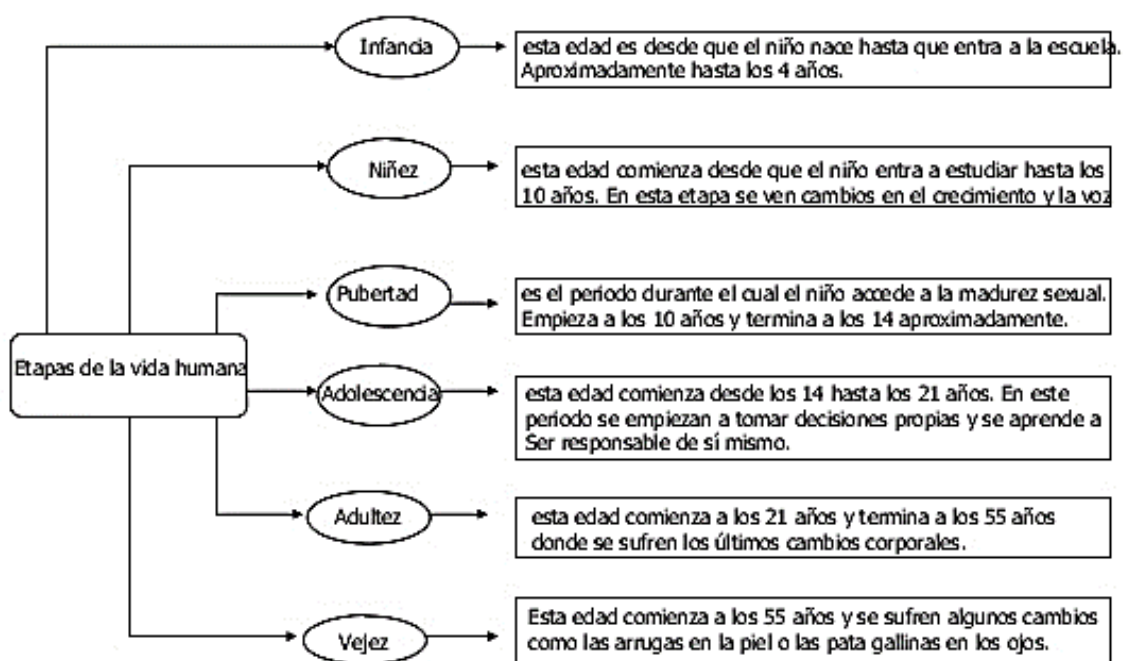 Infancia
esta edad es desde que el niño nace hasta que entra a la escuela.
Aproximadamente hasta los 4 años.
Niñez
esta edad comienza desde que el niño entra a estudiar hasta los
10 años. En esta etapa se ven cambios en el crecimiento y la voz
Pubertad
es el periodo durante el cual el niño accede a la madurez sexual.
Empieza a los 10 años y termina a los 14 aproximadamente.
Etapas de la vida humana
Adolescencia
esta edad comienza desde los 14 hasta los 21 años. En este
periodo se empiezan a tomar decisiones propias y se aprende a
Ser responsable de sí mismo.
Adultez
esta edad comienza a los 21 años y termina a los 55 años
donde se sufren los últimos cambios corporales.
Vejez
Esta edad comienza a los 55 años y se sufren algunos cambios
como las arrugas en la piel o las pata gallinas en los ojos.